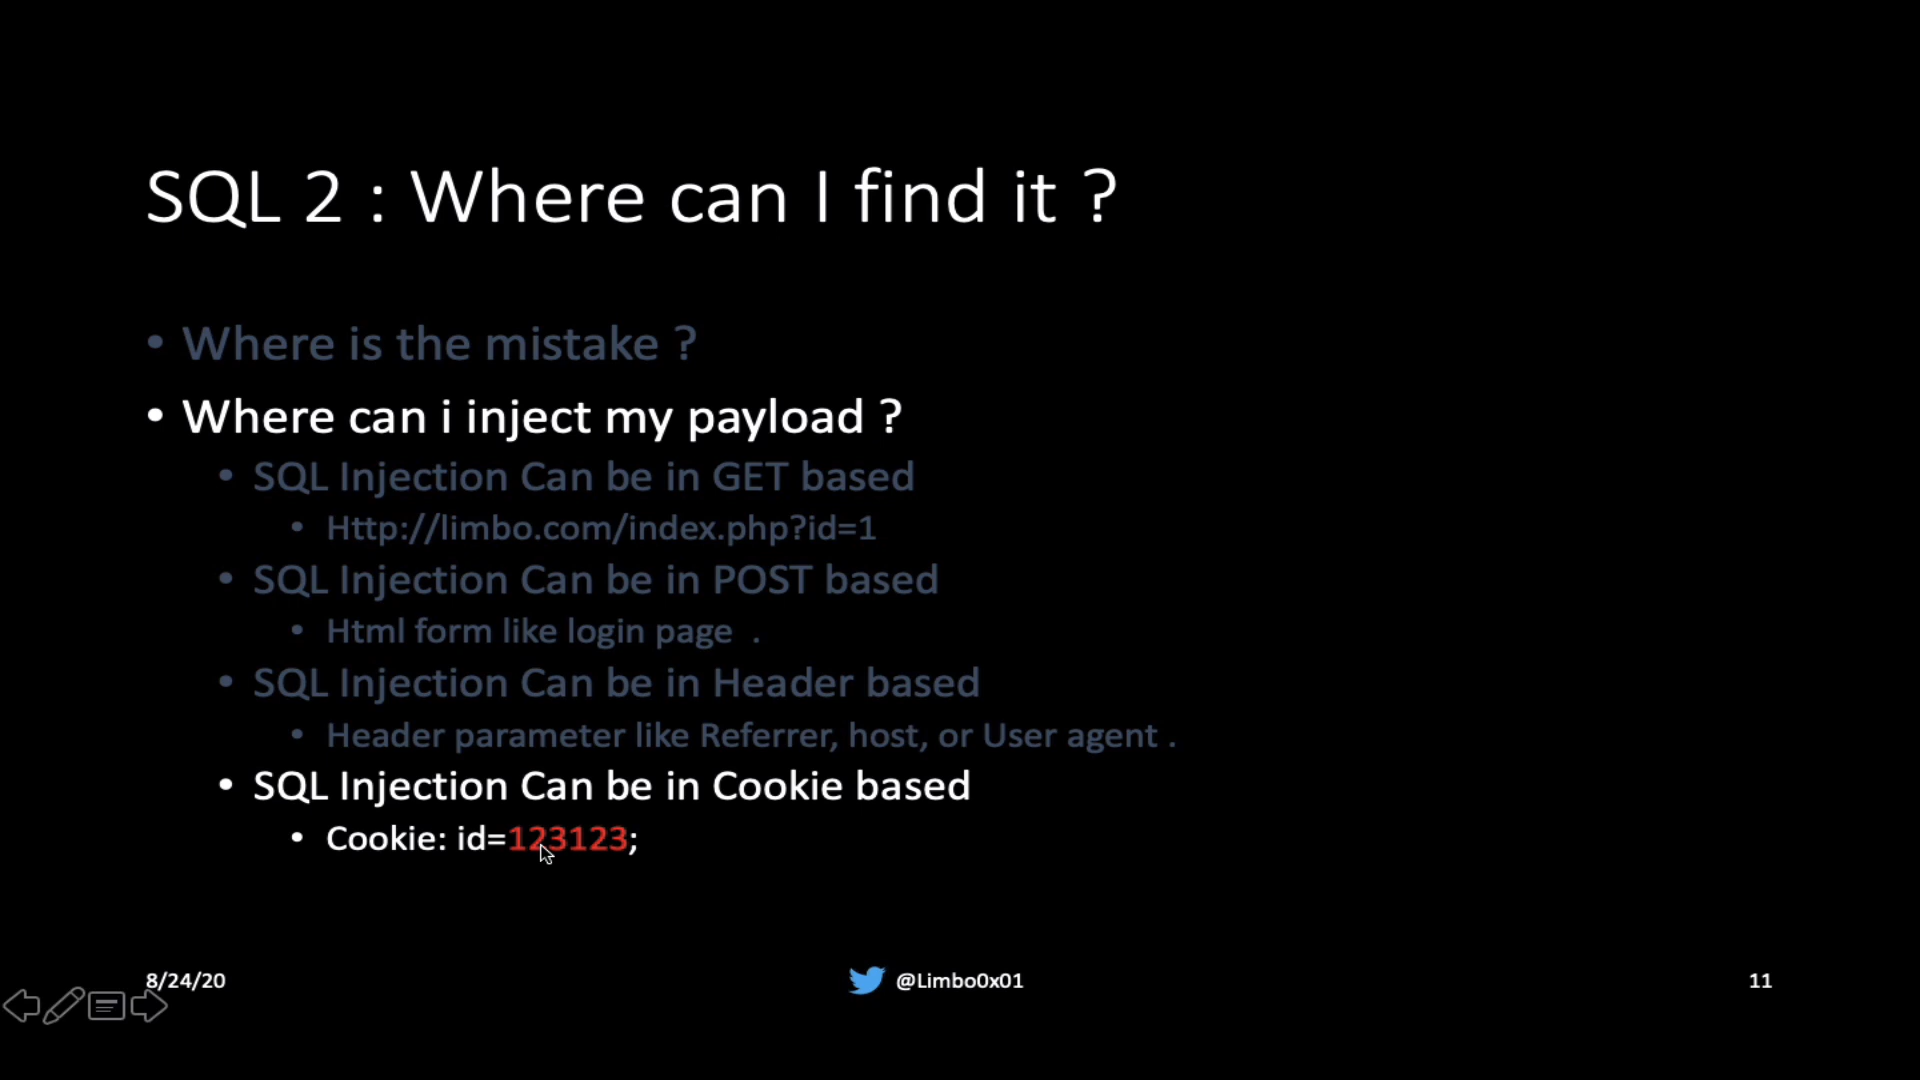 SQL 2 : Where can I find it ?
• Where is the mistake ?
• Where can i inject my payload ?
• SQL Injection Can be in GET based
• Http://limbo.com/index.php?id=1
• SQL Injection Can be in POST based
• Html form like login page  .
• SQL Injection Can be in Header based
• Header parameter like Referrer, host, or User agent .
• SQL Injection Can be in Cookie based
• Cookie: id=123123;
8/24/20
@Limbo0x01
11